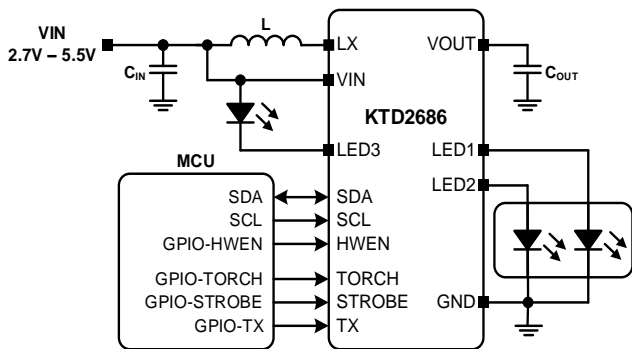 VIN
2.7V – 5.5V
L
LX
VOUT
CIN
COUT
VIN
KTD2686
LED3
LED1
MCU
LED2
SDA
SDA
SCL
SCL
GPIO-HWEN
HWEN
GPIO-TORCH
TORCH
GPIO-STROBE
STROBE
GND
GPIO-TX
TX